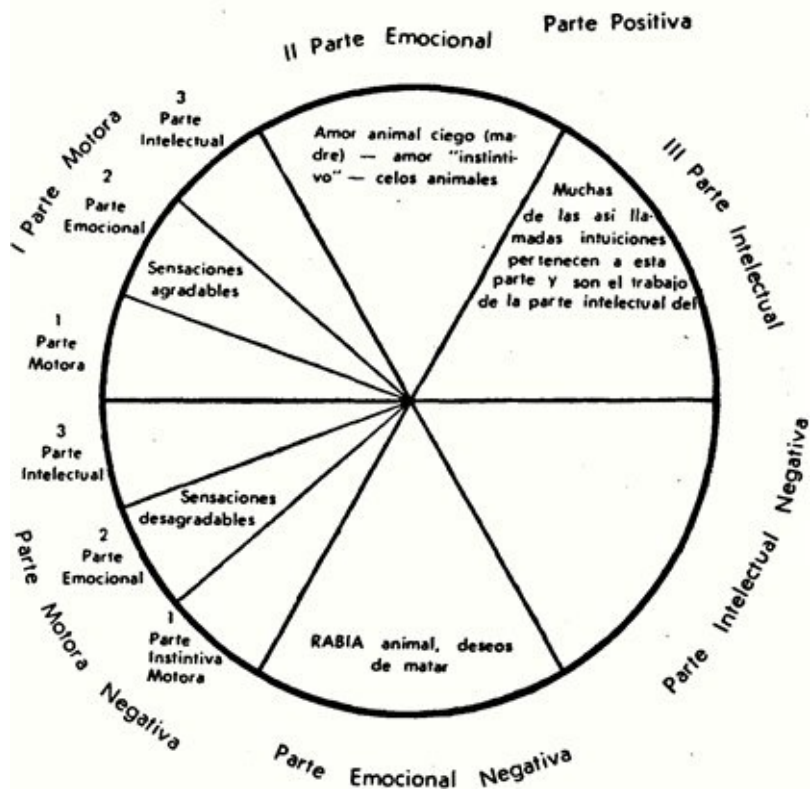 II Parte Emocional
Parte Positiva
I Parte Motora
3
Parte
Intelectual
2
Parte
Emocional
1
Parte
Motora
Amor animal ciego (ma-
dre) — amor "instinti-
vo" — celos animales
III Parte Intelectual
Muchas
de las asi lla-
madas intuiciones
pertenecen a esta
parte y son el trabajo
de la parte intelectual del
Sensaciones
agradables
3
Parte
Intelectual
2
Parte
Emocional
1
Parte
Instintiva
Motora
Sensaciones
desagradables
Parte Motora Negativa
RABIA animal, deseos
de matar
Parte Emocional Negativa
Parte Intelectual Negativa